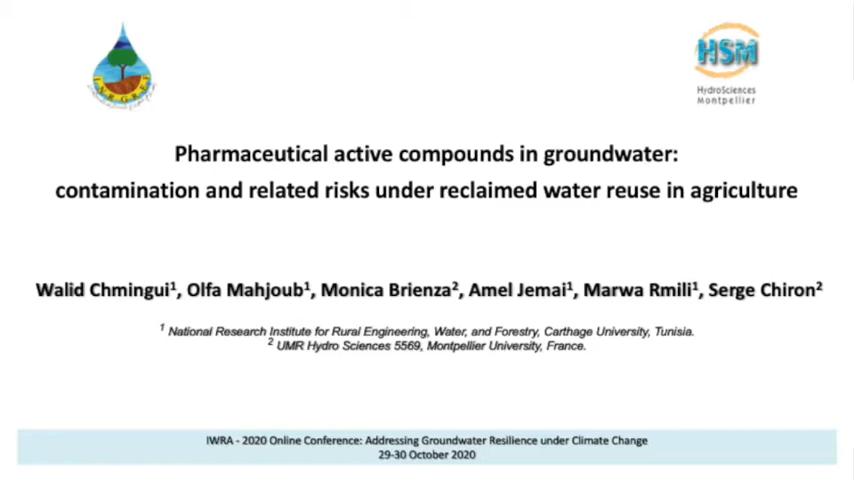 INRGREF
HSM
HydroSciences
Montpellier
Pharmaceutical active compounds in groundwater:
contamination and related risks under reclaimed water reuse in agriculture
Walid Chmingui¹, Olfa Mahjoub¹, Monica Brienza², Amel Jemai¹, Marwa Rmili¹, Serge Chiron²
¹ National Research Institute for Rural Engineering, Water, and Forestry, Carthage University, Tunisia.
² UMR Hydro Sciences 5569, Montpellier University, France.
IWRA - 2020 Online Conference: Addressing Groundwater Resilience under Climate Change
29-30 October 2020